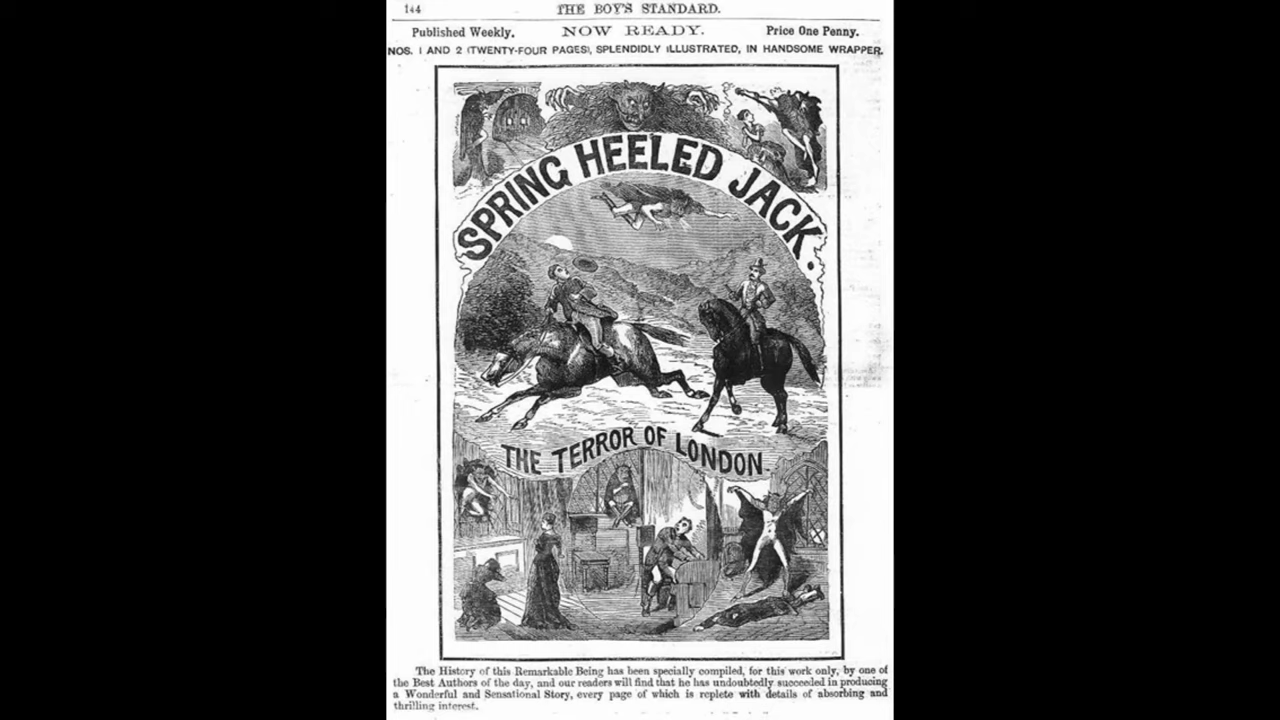 144
THE BOY'S STANDARD.
Published Weekly.
NOW READY.
Price One Penny.
NOS. 1 AND 2 (TWENTY-FOUR PAGES), SPLENDIDLY ILLUSTRATED, IN HANDSOME WRAPPER.
SPRING HEELED JACK.
THE TERROR OF LONDON.
The History of this Remarkable Being has been specially compiled, for this work only, by one of
the Best Authors of the day, and our readers will find that he has undoubtedly succeeded in producing
a Wonderful and Sensational Story, every page of which is replete with details of absorbing and
thrilling interest.